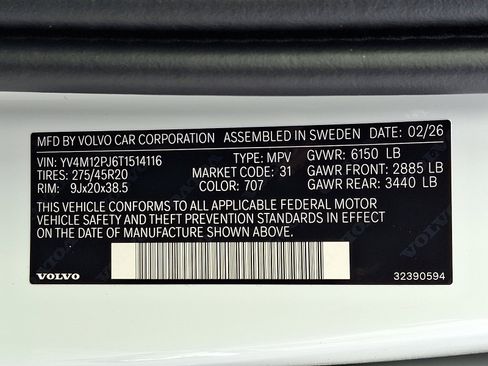 MFD BY VOLVO CAR CORPORATION ASSEMBLED IN SWEDEN DATE: 02/26
VIN: YV4M12PJ6T1514116 TYPE: MPV GVWR: 6150 LB
TIRES: 275/45R20 MARKET CODE: 31 GAWR FRONT: 2885 LB
RIM: 9Jx20x38.5 COLOR: 707 GAWR REAR: 3440 LB
THIS VEHICLE CONFORMS TO ALL APPLICABLE FEDERAL MOTOR
VEHICLE SAFETY AND THEFT PREVENTION STANDARDS IN EFFECT
ON THE DATE OF MANUFACTURE SHOWN ABOVE.
VOLVO 32390594